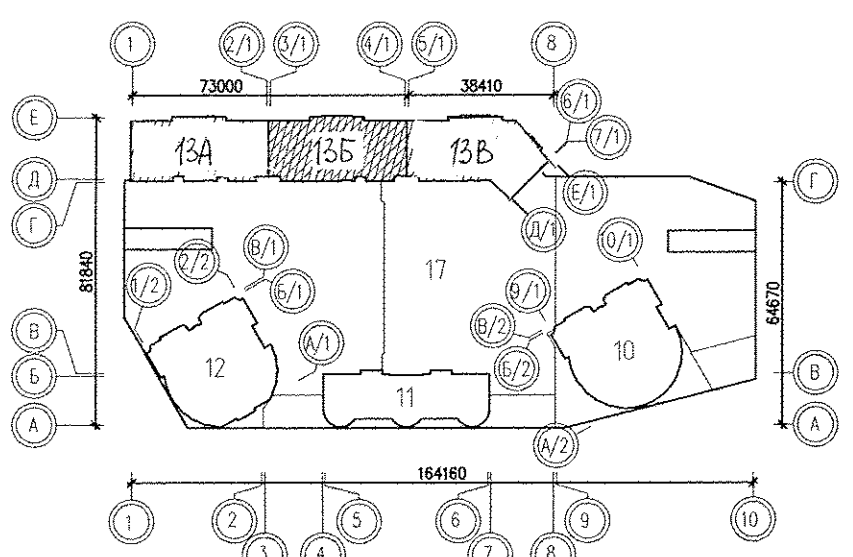 1 2/1 3/1 4/1 5/1 8
73000 38410
6/1
7/1
Е
13А 13Б 13В
Д Г
Е/1
Г
Д/1
81840
В/1 10/1
2/2
Б/1
1/2
17
9/1
64670
В/2
В
А/1
10
12
Б/2
Б В
11
А А
А/2
164160
1 2 5 6 9 10
3 4 7 8